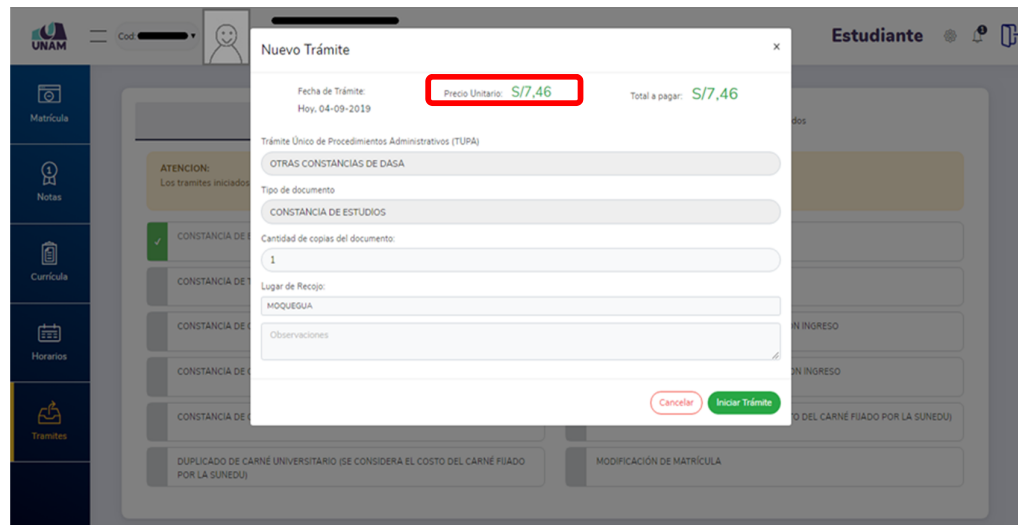 UNAM
Cod:
Estudiante
Matrícula
Notas
Currícula
Horarios
Tramites
Nuevo Trámite
x
Fecha de Trámite:
Hoy, 04-09-2019
Precio Unitario: S/7,46
Total a pagar: S/7,46
Trámite Único de Procedimientos Administrativos (TUPA)
OTRAS CONSTANCIAS DE DASA
Tipo de documento
CONSTANCIA DE ESTUDIOS
Cantidad de copias del documento:
1
Lugar de Recojo:
MOQUEGUA
Observaciones
Cancelar
Iniciar Trámite
dos
ATENCION:
Los tramites iniciados
CONSTANCIA DE E
CONSTANCIA DE T
CONSTANCIA DE
N INGRESO
CONSTANCIA DE
ON INGRESO
CONSTANCIA DE
TO DEL CARNÉ FIJADO POR LA SUNEDU)
DUPLICADO DE CARNÉ UNIVERSITARIO (SE CONSIDERA EL COSTO DEL CARNÉ FIJADO
POR LA SUNEDU)
MODIFICACIÓN DE MATRÍCULA